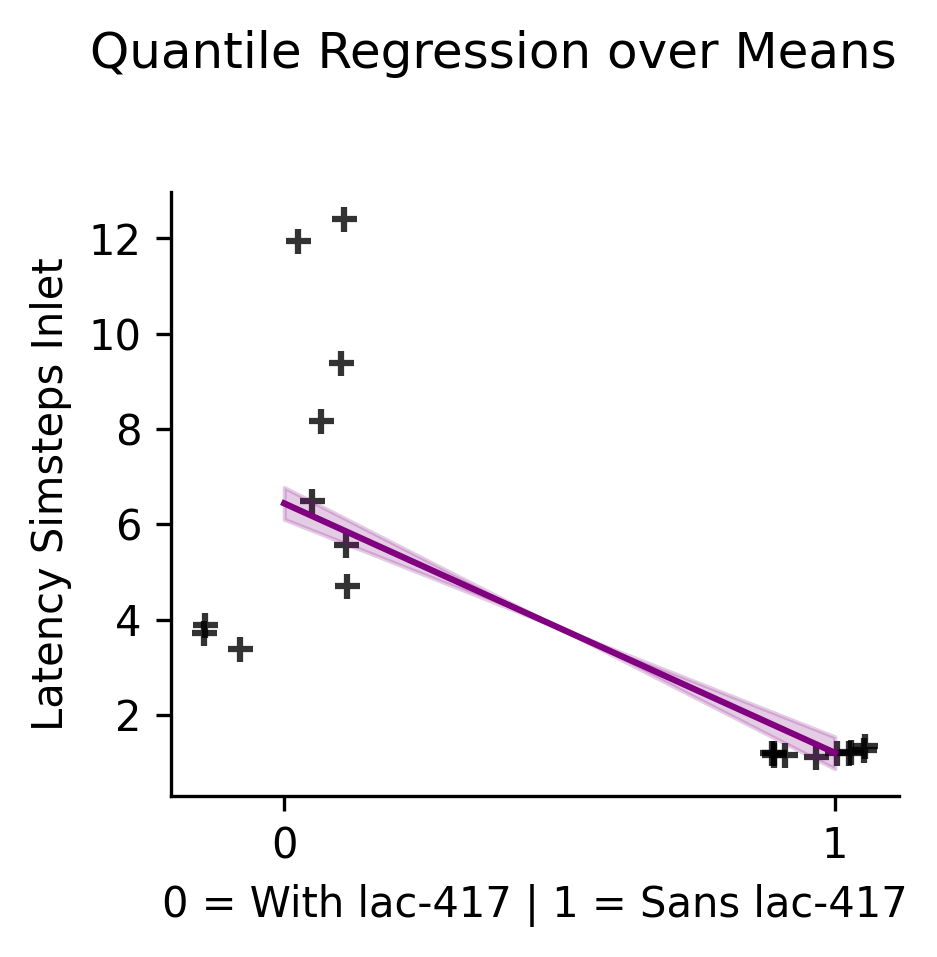 Quantile Regression over Means
Latency Simsteps Inlet
12
10
8
6
4
2
0
1
0 = With lac-417 | 1 = Sans lac-417